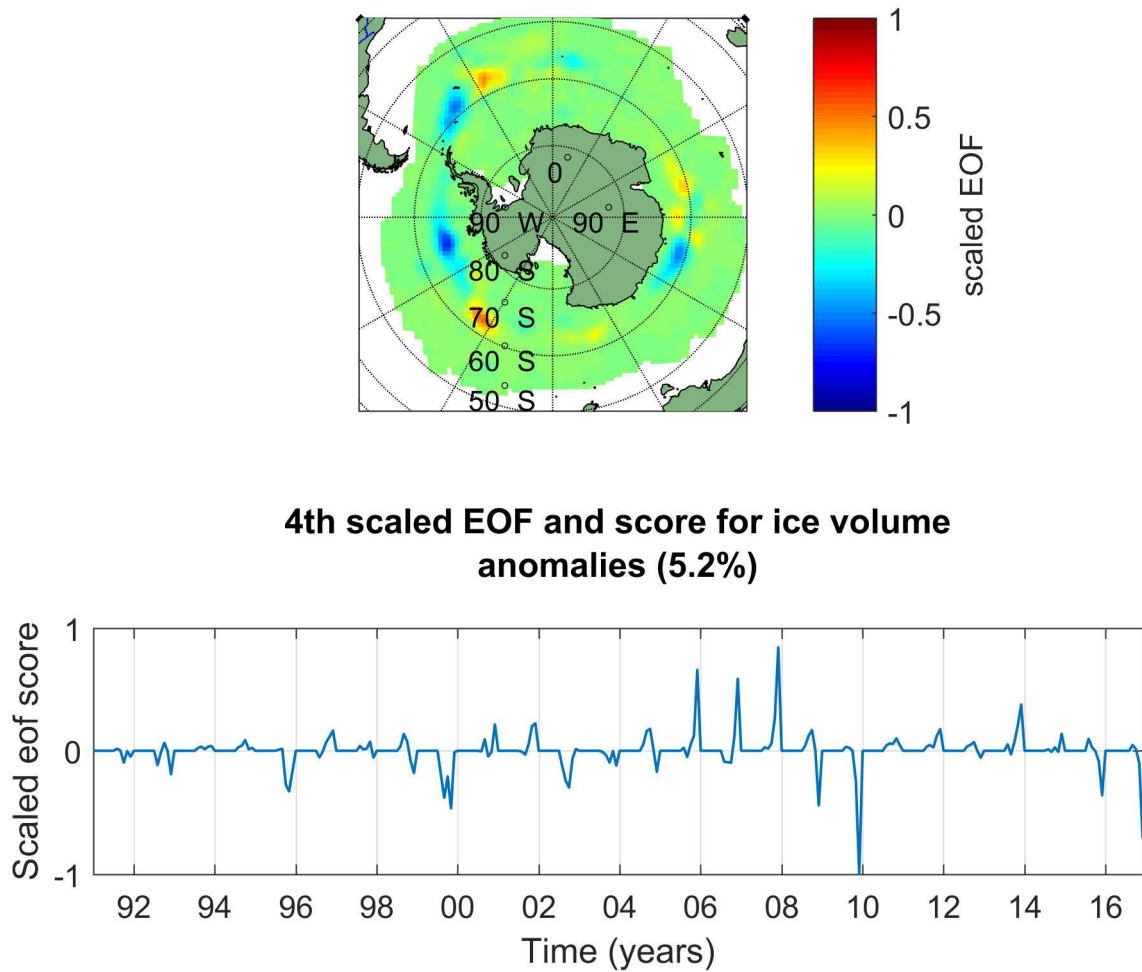 1
0.5
0
-0.5
-1
scaled EOF
0
90 W 90 E
80 S
70 S
60 S
50 S
4th scaled EOF and score for ice volume
anomalies (5.2%)
Scaled eof score
1
0
-1
92 94 96 98 00 02 04 06 08 10 12 14 16
Time (years)